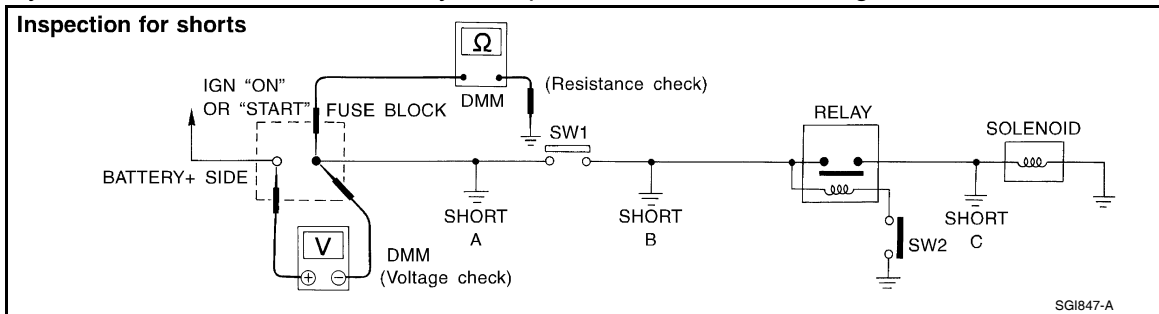 Inspection for shorts
Ω
IGN “ON”
OR “START”
FUSE BLOCK
DMM
(Resistance check)
SW1
RELAY
SOLENOID
BATTERY+ SIDE
SHORT
A
SHORT
B
SHORT
C
SW2
V
+ −
DMM
(Voltage check)
SGI847-A